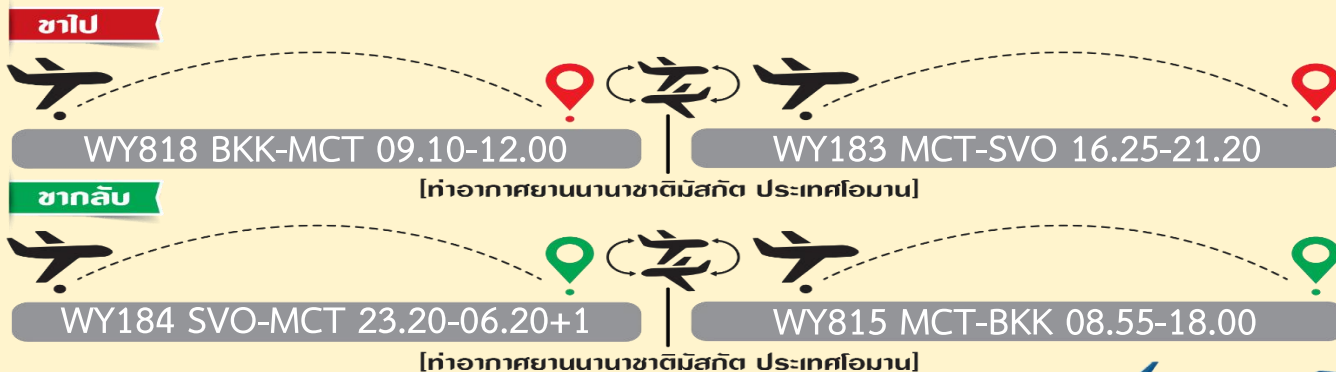 ขาไป
WY818 BKK-MCT 09.10-12.00
WY183 MCT-SVO 16.25-21.20
[ท่าอากาศยานนานาชาติมัสกัต ประเทศโอมาน]
ขากลับ
WY184 SVO-MCT 23.20-06.20+1
WY815 MCT-BKK 08.55-18.00
[ท่าอากาศยานนานาชาติมัสกัต ประเทศโอมาน]